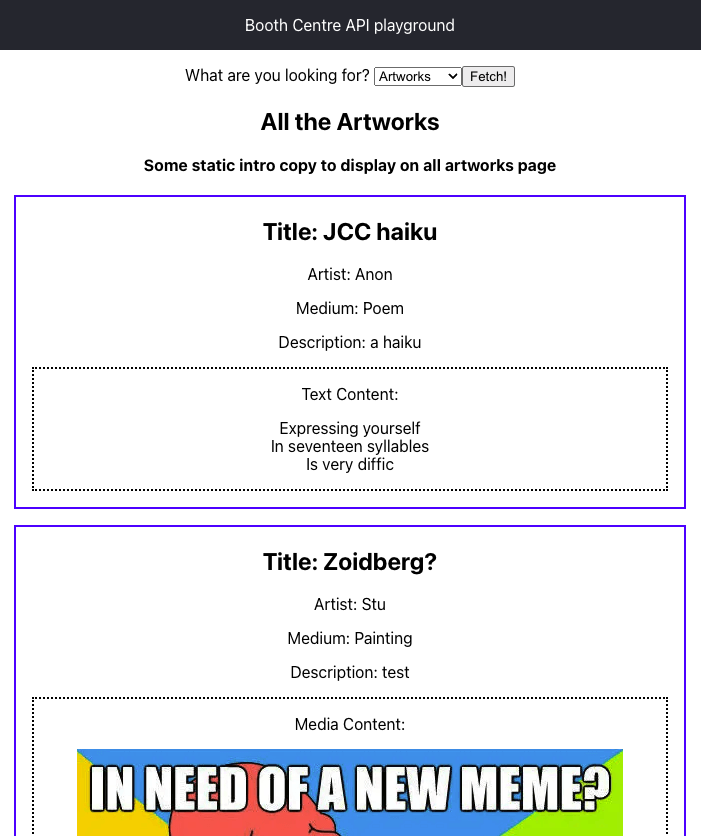 Booth Centre API playground
What are you looking for? Artworks Fetch!
All the Artworks
Some static intro copy to display on all artworks page
Title: JCC haiku
Artist: Anon
Medium: Poem
Description: a haiku
Text Content:
Expressing yourself
In seventeen syllables
Is very diffic
Title: Zoidberg?
Artist: Stu
Medium: Painting
Description: test
Media Content:
IN NEED OF A NEW MEME?